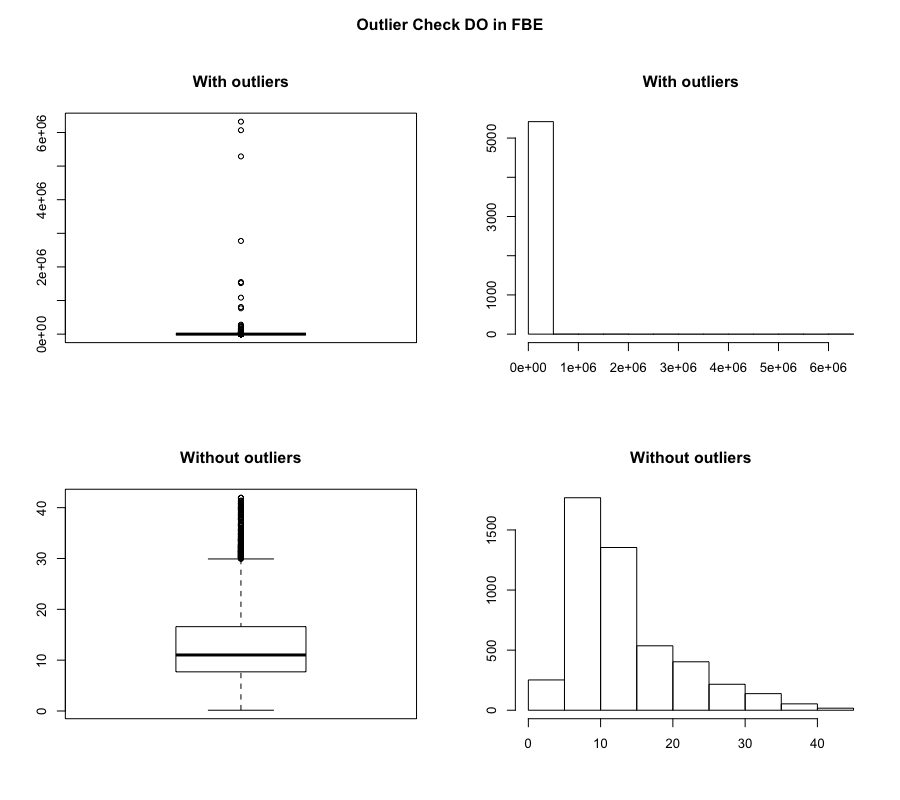 Outlier Check DO in FBE
With outliers
With outliers
6e+06
4e+06
2e+06
0e+00
5000
3000
1000
0
0e+00 1e+06 2e+06 3e+06 4e+06 5e+06 6e+06
Without outliers
Without outliers
40
30
20
10
0
1500
1000
500
0
0 10 20 30 40